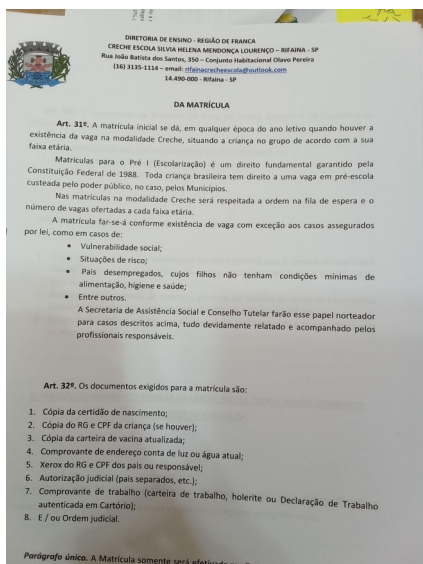 DIRETORIA DE ENSINO - REGIÃO DE FRANCA
CRECHE ESCOLA SILVIA HELENA MENDONÇA LOURENÇO – RIFAINA - SP
Rua João Batista dos Santos, 350 – Conjunto Habitacional Olavo Pereira
(16) 3135-1114 – email: rifainacrecheescola@outlook.com
14.490-000 - Rifaina - SP
DA MATRÍCULA
Art. 31º. A matrícula inicial se dá, em qualquer época do ano letivo quando houver a
existência da vaga na modalidade Creche, situando a criança no grupo de acordo com a sua
faixa etária.
Matrículas para o Pré I (Escolarização) é um direito fundamental garantido pela
Constituição Federal de 1988. Toda criança brasileira tem direito a uma vaga em pré-escola
custeada pelo poder público, no caso, pelos Municípios.
Nas matrículas na modalidade Creche será respeitada a ordem na fila de espera e o
número de vagas ofertadas a cada faixa etária.
A matrícula far-se-á conforme existência de vaga com exceção aos casos assegurados
por lei, como em casos de:
• Vulnerabilidade social;
• Situações de risco;
• Pais desempregados, cujos filhos não tenham condições mínimas de
alimentação, higiene e saúde;
• Entre outros.
A Secretaria de Assistência Social e Conselho Tutelar farão esse papel norteador
para casos descritos acima, tudo devidamente relatado e acompanhado pelos
profissionais responsáveis.
Art. 32º. Os documentos exigidos para a matrícula são:
1. Cópia da certidão de nascimento;
2. Cópia do RG e CPF da criança (se houver);
3. Cópia da carteira de vacina atualizada;
4. Comprovante de endereço conta de luz ou água atual;
5. Xerox do RG e CPF dos pais ou responsável;
6. Autorização judicial (pais separados, etc.);
7. Comprovante de trabalho (carteira de trabalho, holerite ou Declaração de Trabalho
autenticada em Cartório);
8. E / ou Ordem judicial.
Parágrafo único. A Matrícula somente será